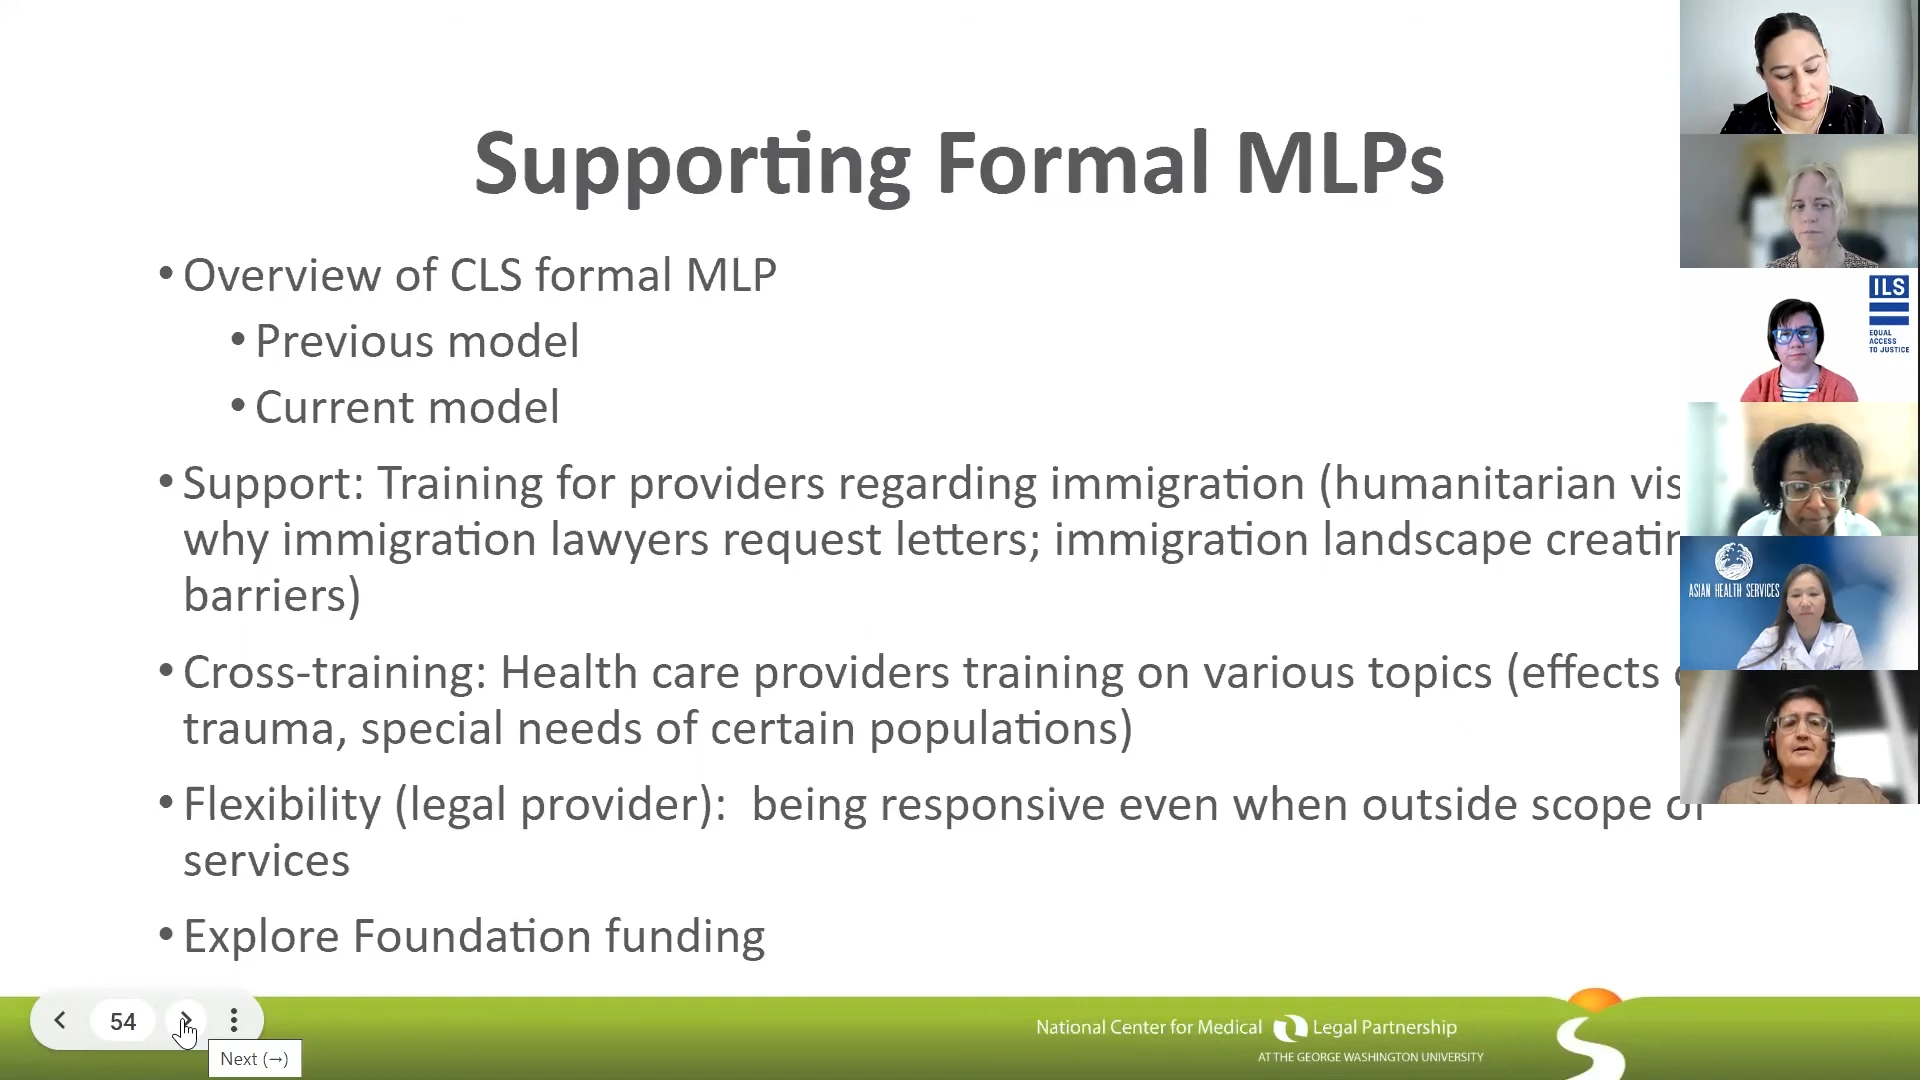 Supporting Formal MLPs
• Overview of CLS formal MLP
• Previous model
• Current model
• Support: Training for providers regarding immigration (humanitarian vis
why immigration lawyers request letters; immigration landscape creatin
barriers)
• Cross-training: Health care providers training on various topics (effects
trauma, special needs of certain populations)
• Flexibility (legal provider):  being responsive even when outside scope of
services
• Explore Foundation funding
54
Next (→)
National Center for Medical Legal Partnership
AT THE GEORGE WASHINGTON UNIVERSITY
ILS
EQUAL
ACCESS
TO JUSTICE
ASIAN HEALTH SERVICES